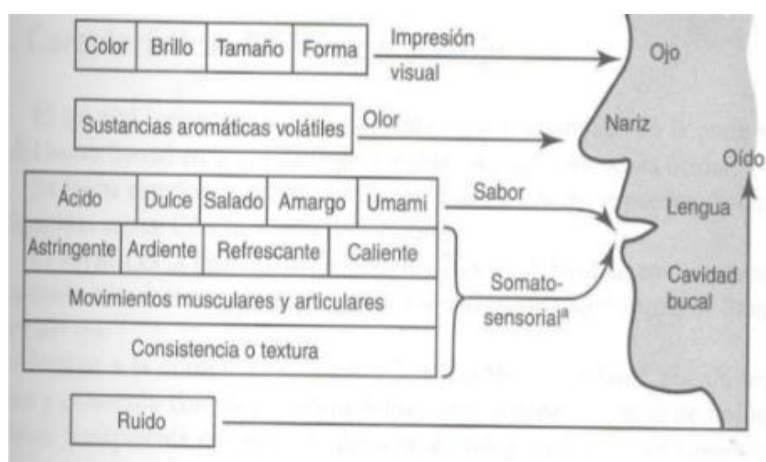 Color Brillo Tamaño Forma
Impresión
visual
Ojo
Sustancias aromáticas volátiles
Olor
Nariz
Oído
Ácido Dulce Salado Amargo Umami
Sabor
Lengua
Astringente Ardiente Refrescante Caliente
Movimientos musculares y articulares
Consistencia o textura
Somato-
sensorialª
Cavidad
bucal
Ruido